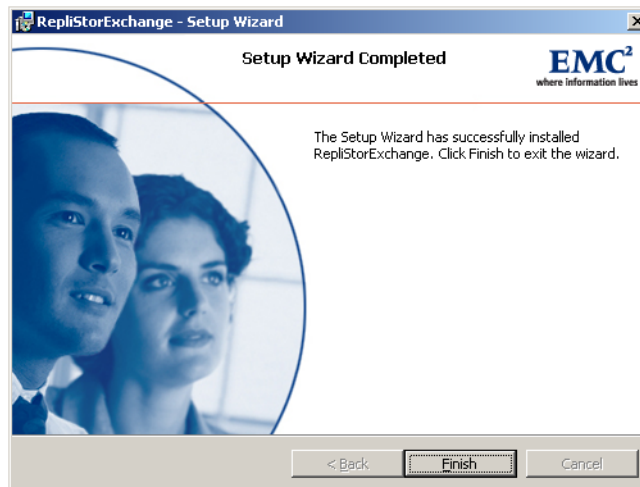 RepliStorExchange - Setup Wizard
Setup Wizard Completed
EMC²
where information lives
The Setup Wizard has successfully installed
RepliStorExchange. Click Finish to exit the wizard.
< Back
Finish
Cancel